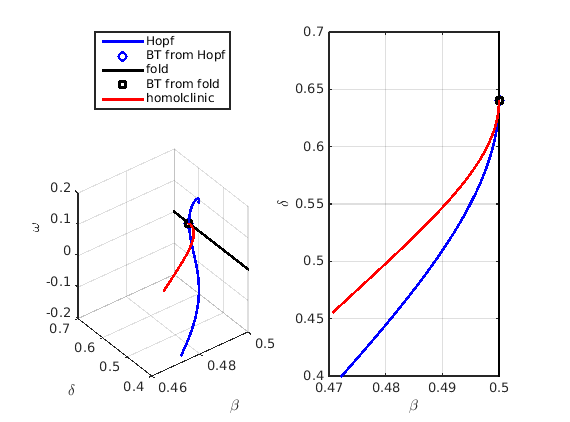 Hopf
BT from Hopf
fold
BT from fold
homolclinic
0.2
0.1
0
-0.1
-0.2
ω
0.7
0.6
0.5
0.4
δ
0.46
0.48
0.5
β
0.7
0.65
0.6
0.55
0.5
0.45
0.4
δ
0.47
0.48
0.49
0.5
β